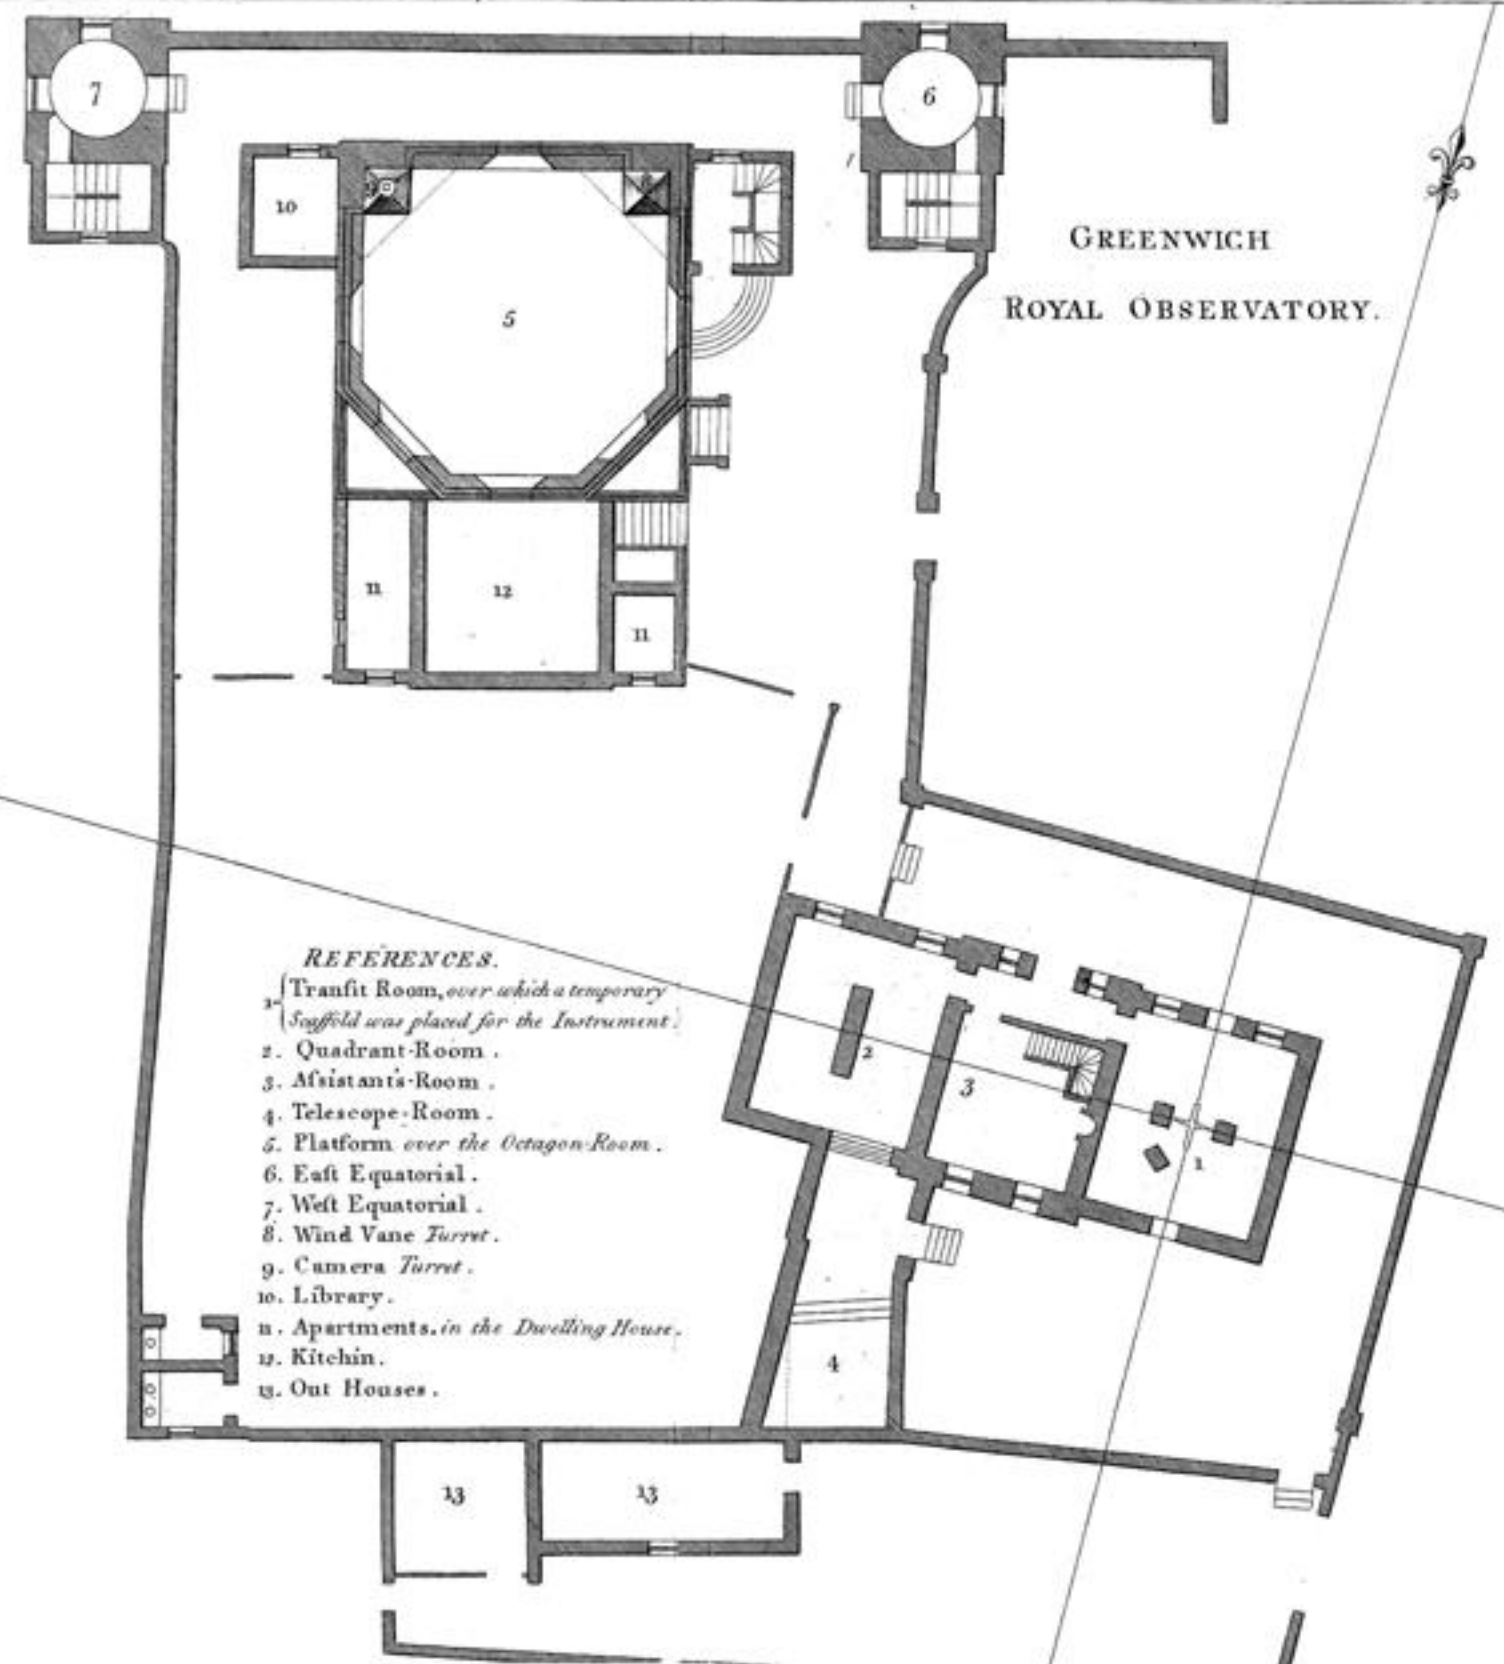 7
6
10
GREENWICH
ROYAL OBSERVATORY.
5
11
12
11
REFERENCES.
1. Tranſit Room, over which a temporary
Scaffold was placed for the Inſtrument.
2. Quadrant-Room.
3. Aſsistant's-Room.
4. Telescope-Room.
5. Platform over the Octagon-Room.
6. Eaſt Equatorial.
7. Weſt Equatorial.
8. Wind Vane Turret.
9. Camera Turret.
10. Library.
11. Apartments. in the Dwelling House.
12. Kitchin.
13. Out Houses.
2
3
1
4
13
13